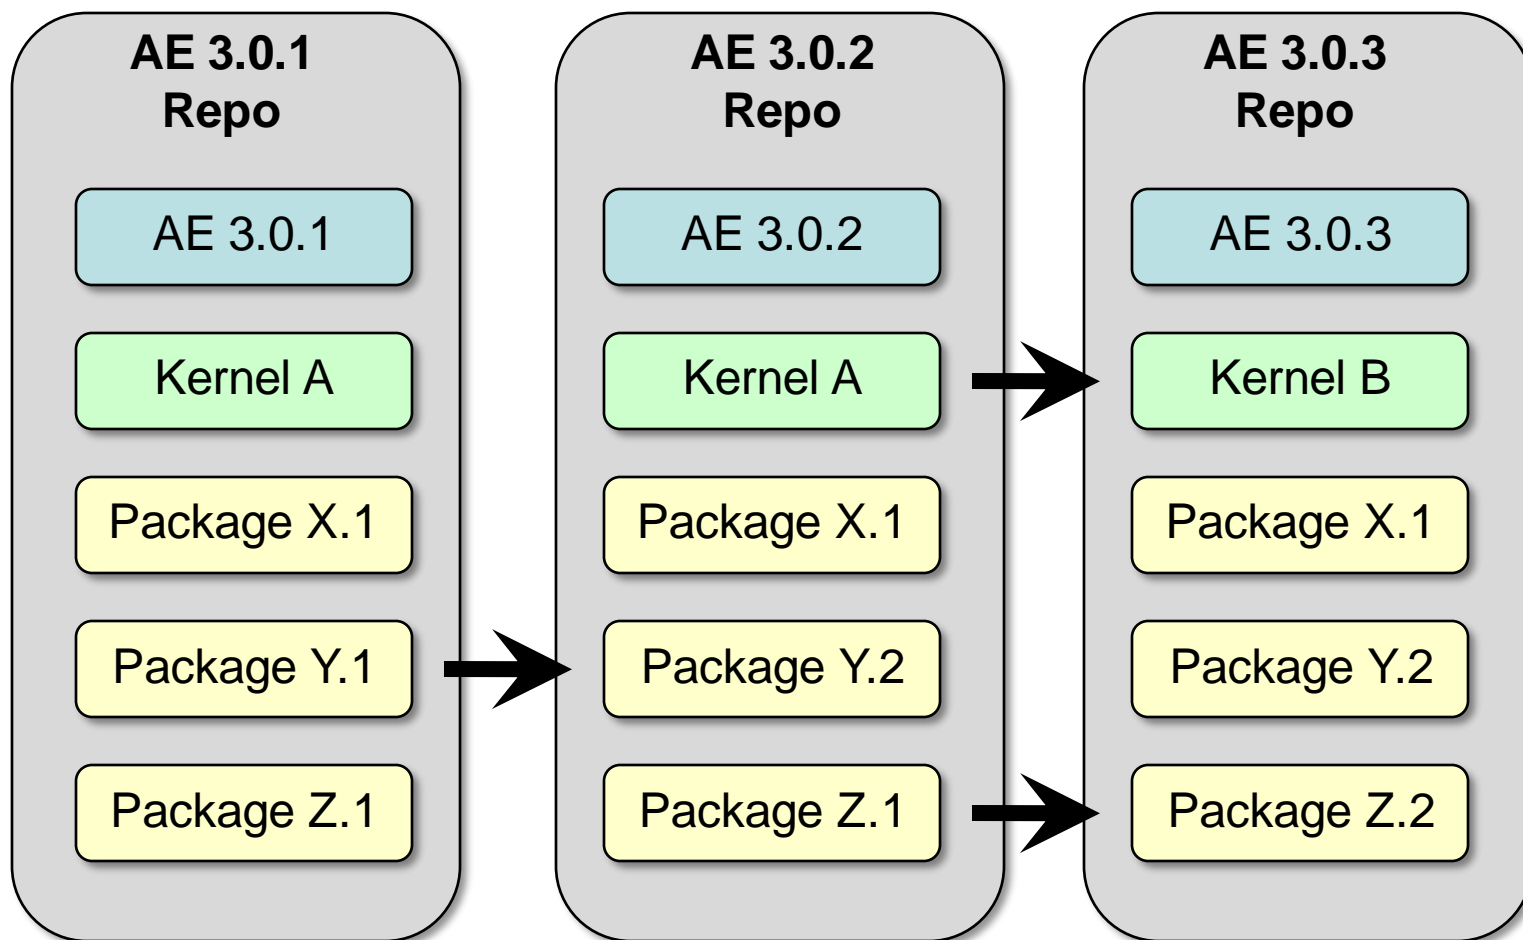 AE 3.0.1
Repo
AE 3.0.1
Kernel A
Package X.1
Package Y.1
Package Z.1
AE 3.0.2
Repo
AE 3.0.2
Kernel A
Package X.1
Package Y.2
Package Z.1
AE 3.0.3
Repo
AE 3.0.3
Kernel B
Package X.1
Package Y.2
Package Z.2